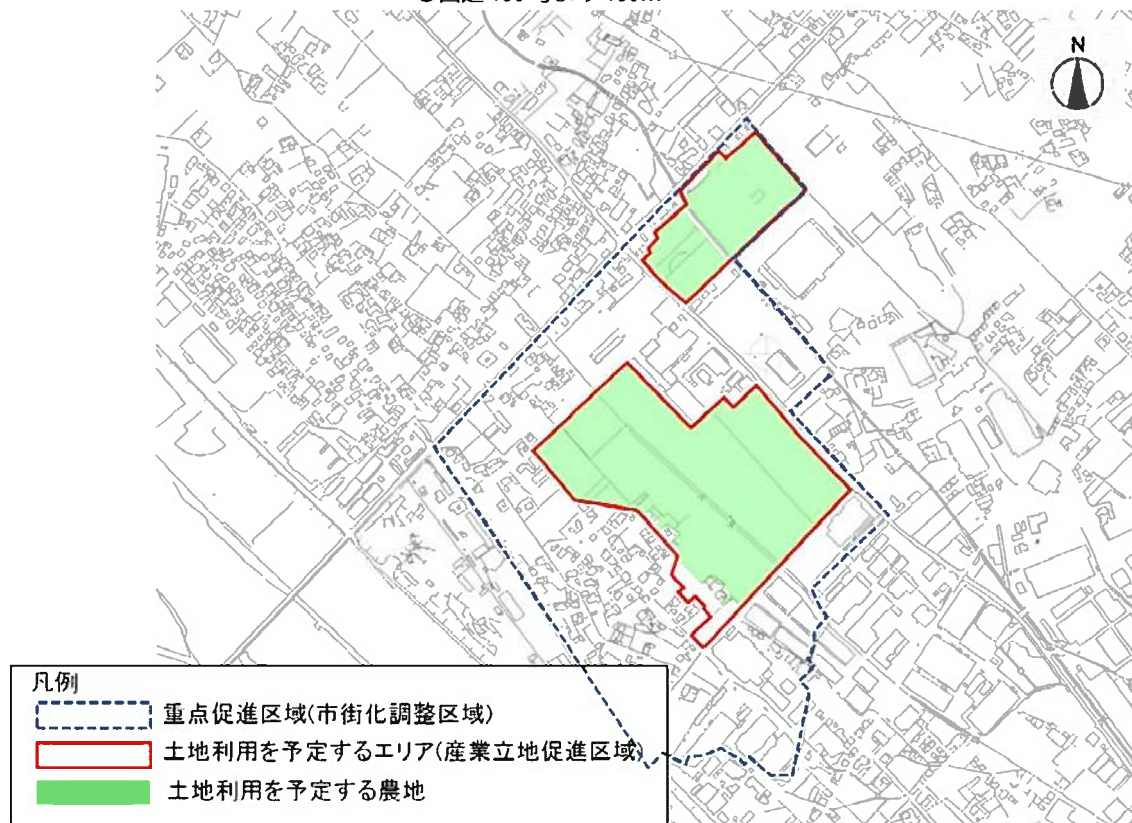 N
凡例
重点促進区域(市街化調整区域)
土地利用を予定するエリア(産業立地促進区域)
土地利用を予定する農地